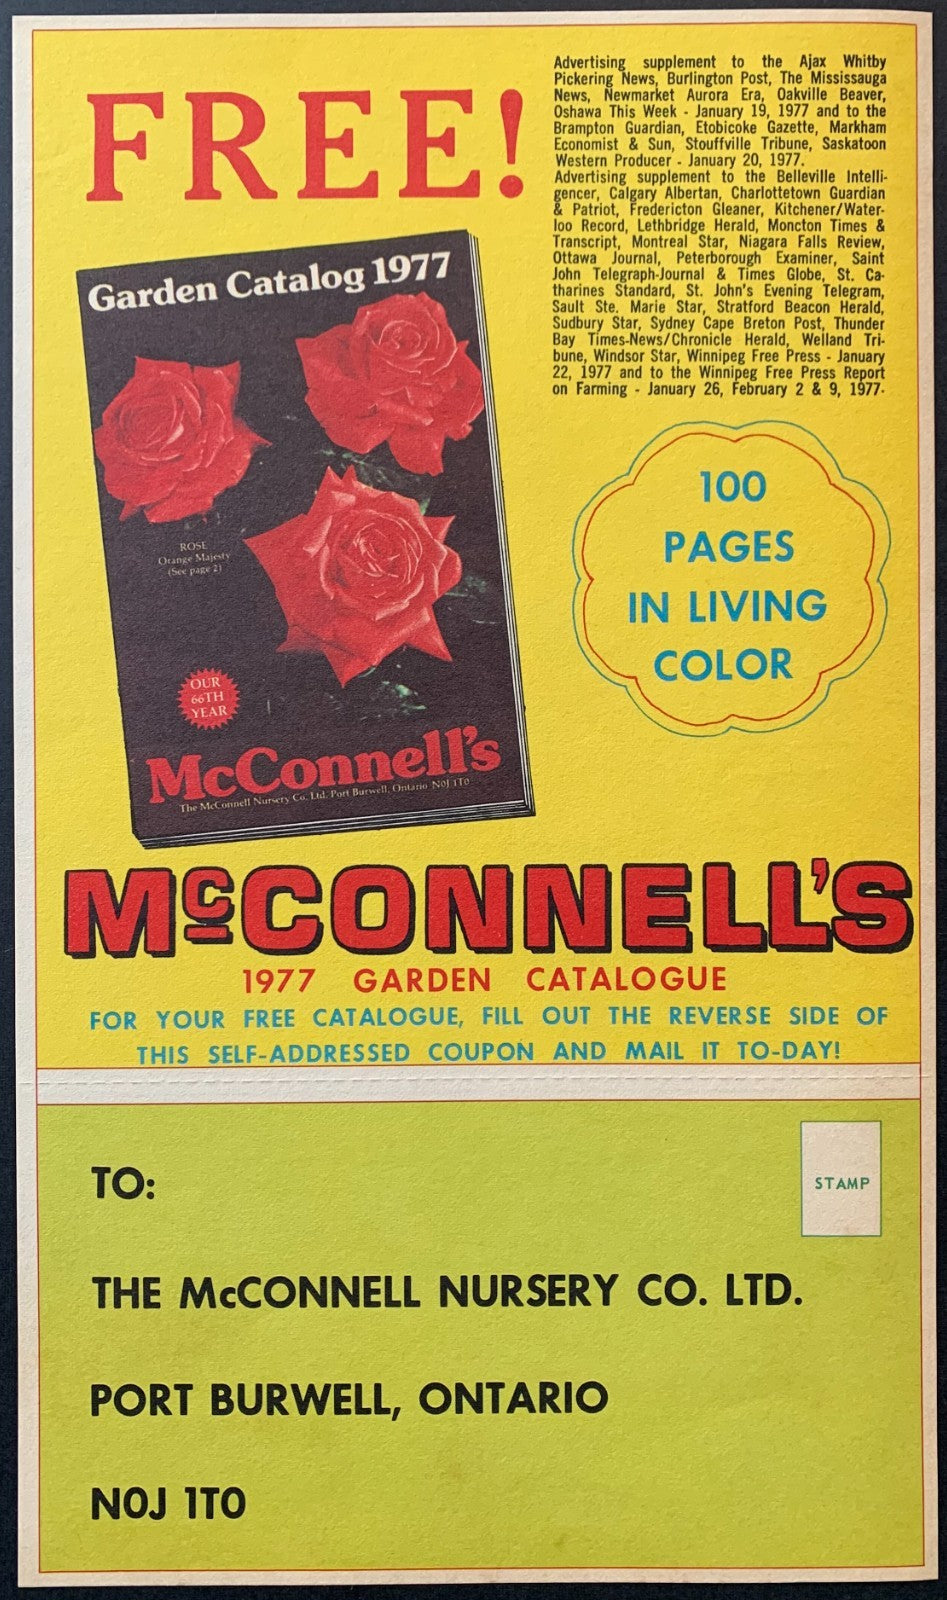 FREE!
Advertising supplement to the Ajax Whitby
Pickering News, Burlington Post, The Mississauga
News, Newmarket Aurora Era, Oakville Beaver,
Oshawa This Week - January 19, 1977 and to the
Brampton Guardian, Etobicoke Gazette, Markham
Economist & Sun, Stouffville Tribune, Saskatoon
Western Producer - January 20, 1977.
Advertising supplement to the Belleville Intelli-
gencer, Calgary Albertan, Charlottetown Guardian
& Patriot, Fredericton Gleaner, Kitchener/Water-
loo Record, Lethbridge Herald, Moncton Times &
Transcript, Montreal Star, Niagara Falls Review,
Ottawa Journal, Peterborough Examiner, Saint
John Telegraph-Journal & Times Globe, St. Ca-
tharines Standard, St. John's Evening Telegram,
Sault Ste. Marie Star, Stratford Beacon Herald,
Sudbury Star, Sydney Cape Breton Post, Thunder
Bay Times-News/Chronicle Herald, Welland Tri-
bune, Windsor Star, Winnipeg Free Press - January
22, 1977 and to the Winnipeg Free Press Report
on Farming - January 26, February 2 & 9, 1977-
Garden Catalog 1977
ROSE
Orange Majesty
(See page 2)
OUR
66TH
YEAR
McConnell's
The McConnell Nursery Co. Ltd. Port Burwell, Ontario N0J 1T0
100
PAGES
IN LIVING
COLOR
McCONNELL'S
1977 GARDEN CATALOGUE
FOR YOUR FREE CATALOGUE, FILL OUT THE REVERSE SIDE OF
THIS SELF-ADDRESSED COUPON AND MAIL IT TO-DAY!
STAMP
TO:
THE McCONNELL NURSERY CO. LTD.
PORT BURWELL, ONTARIO
N0J 1T0